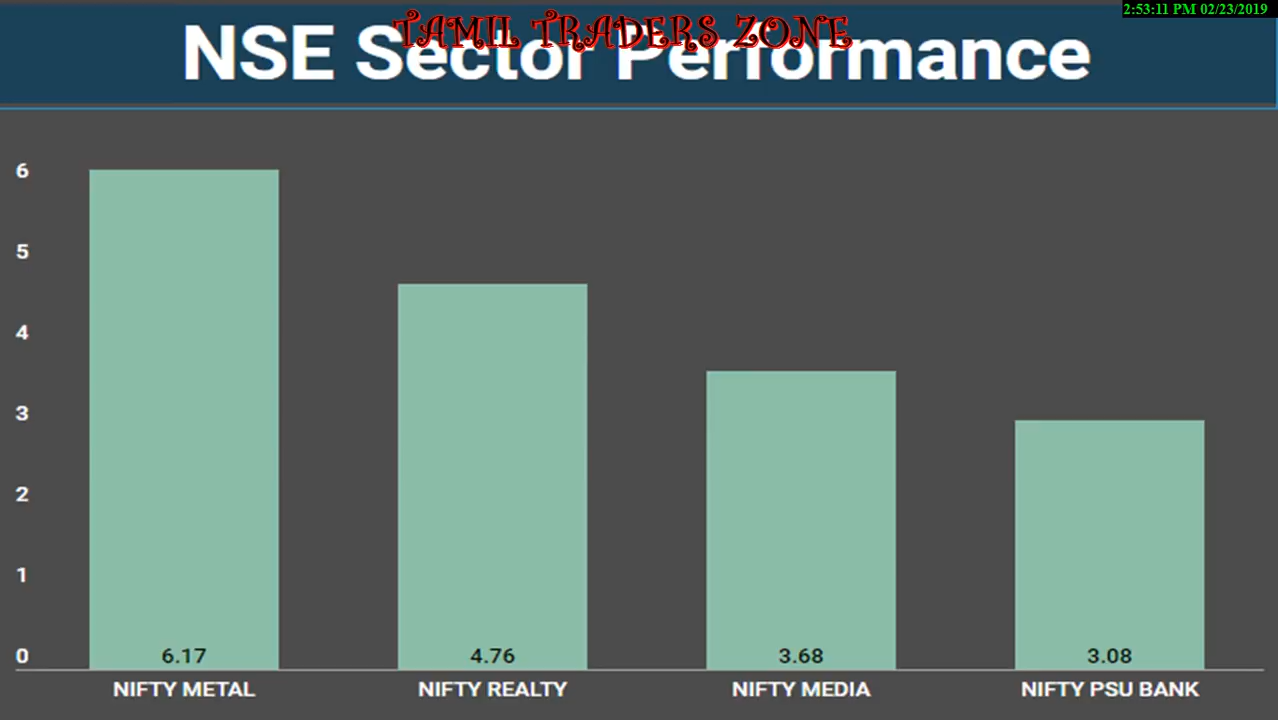 2:53:11 PM 02/23/2019
TAMIL TRADERS ZONE
NSE Sector Performance
6
5
4
3
2
1
0
6.17 4.76 3.68 3.08
NIFTY METAL NIFTY REALTY NIFTY MEDIA NIFTY PSU BANK